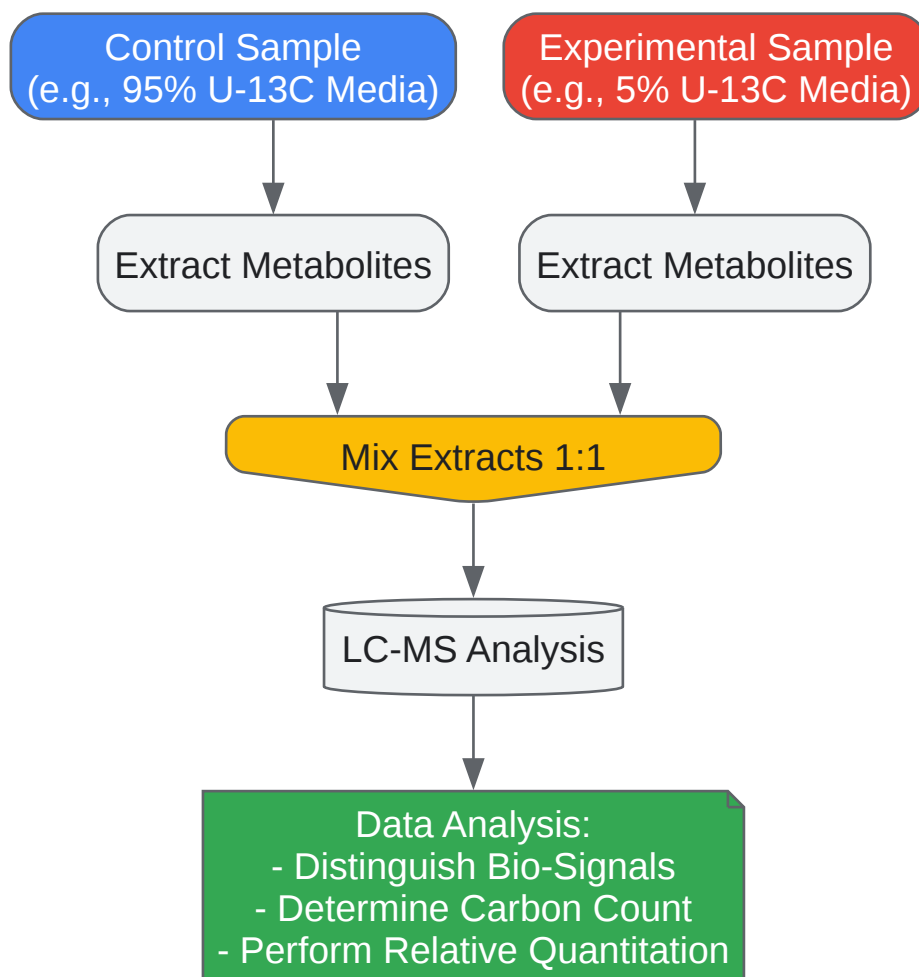 Control Sample
(e.g., 95% U-13C Media)
Experimental Sample
(e.g., 5% U-13C Media)
Extract Metabolites
Extract Metabolites
Mix Extracts 1:1
LC-MS Analysis
Data Analysis:
- Distinguish Bio-Signals
- Determine Carbon Count
- Perform Relative Quantitation